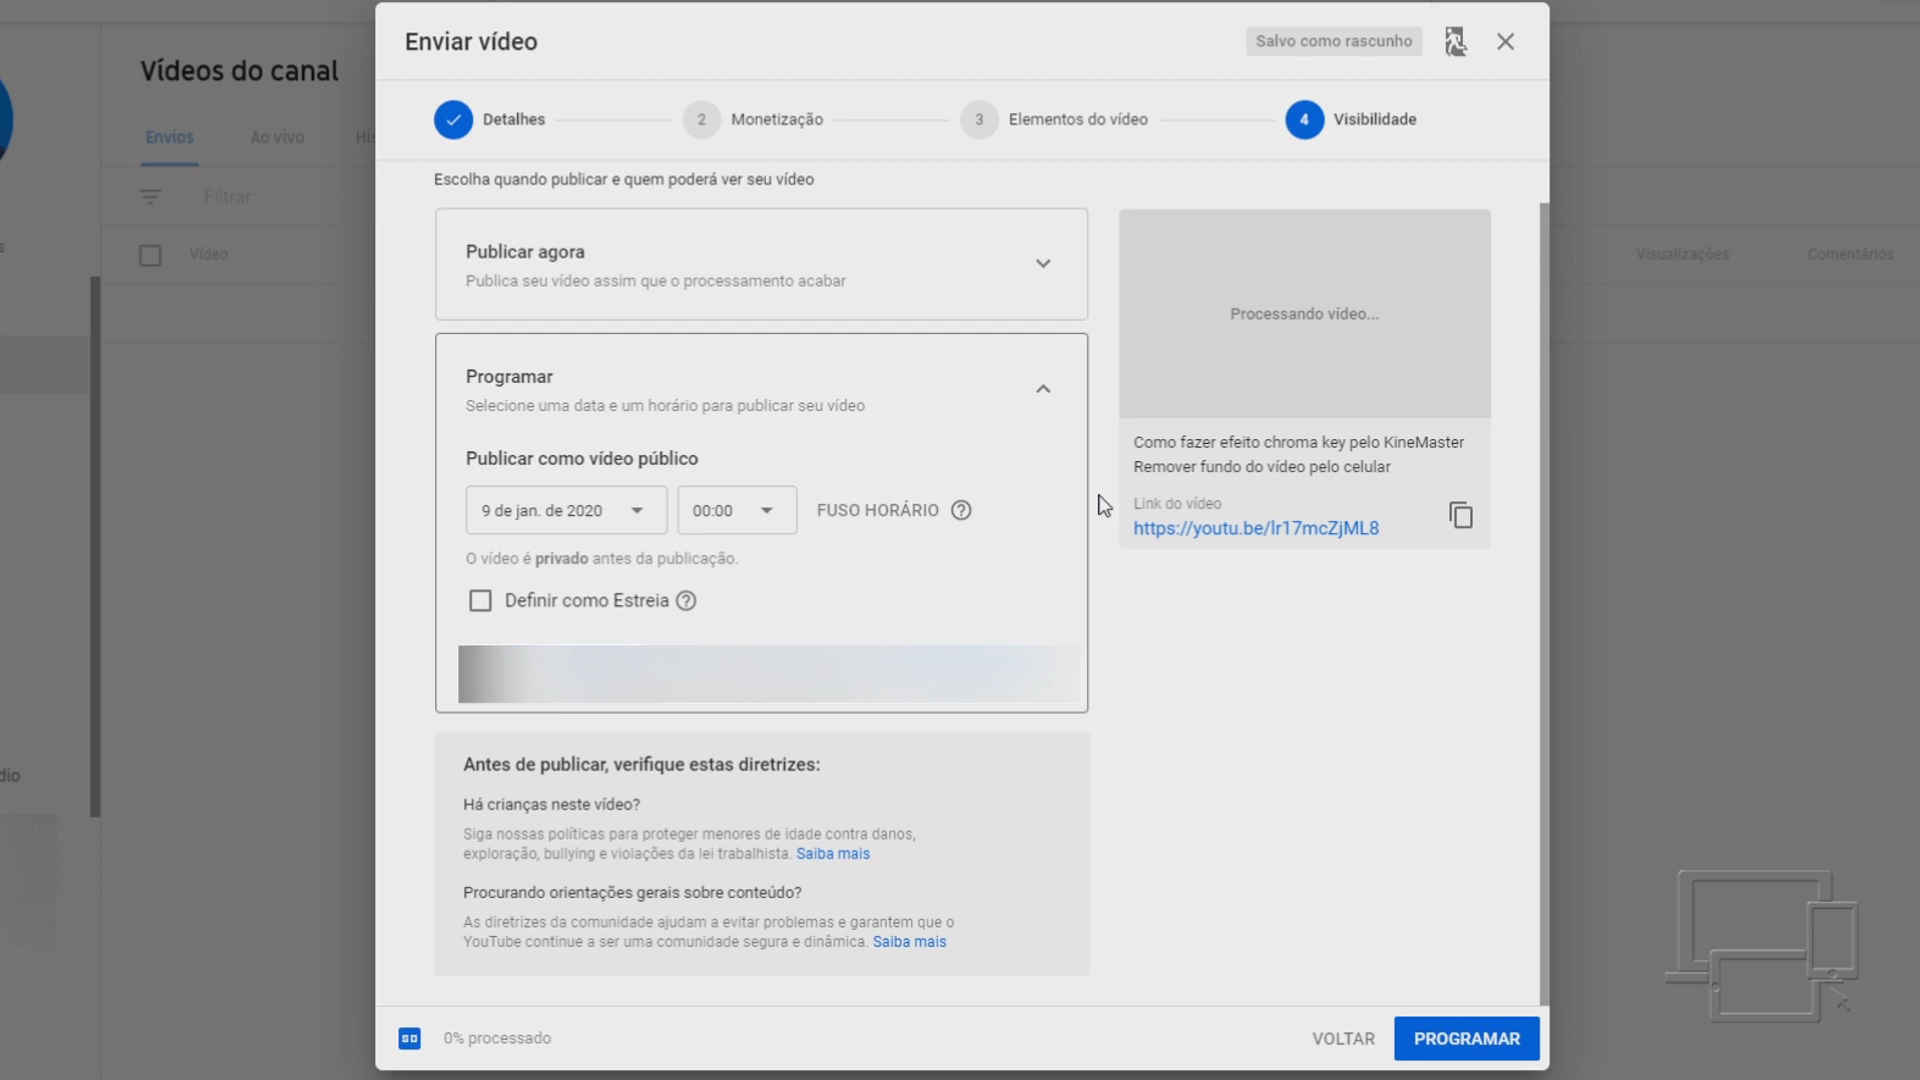 Enviar vídeo
Salvo como rascunho
Vídeos do canal
Detalhes
2
Monetização
3
Elementos do vídeo
4
Visibilidade
Envios
Ao vivo
His
Escolha quando publicar e quem poderá ver seu vídeo
Filtrar
Vídeo
Visualizações
Comentários
Publicar agora
Publica seu vídeo assim que o processamento acabar
Processando vídeo...
Programar
Selecione uma data e um horário para publicar seu vídeo
Publicar como vídeo público
9 de jan. de 2020
00:00
FUSO HORÁRIO
O vídeo é privado antes da publicação.
Definir como Estreia
Como fazer efeito chroma key pelo KineMaster
Remover fundo do vídeo pelo celular
Link do vídeo
https://youtu.be/lr17mcZjML8
Antes de publicar, verifique estas diretrizes:
Há crianças neste vídeo?
Siga nossas políticas para proteger menores de idade contra danos,
exploração, bullying e violações da lei trabalhista. Saiba mais
Procurando orientações gerais sobre conteúdo?
As diretrizes da comunidade ajudam a evitar problemas e garantem que o
YouTube continue a ser uma comunidade segura e dinâmica. Saiba mais
dio
SD
0% processado
VOLTAR
PROGRAMAR